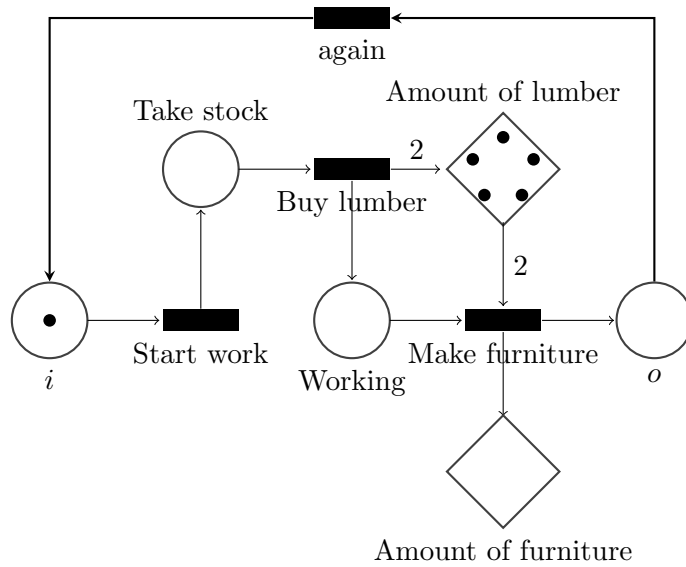 again
Amount of lumber
Take stock
2
Buy lumber
2
Start work
Make furniture
i
Working
o
Amount of furniture